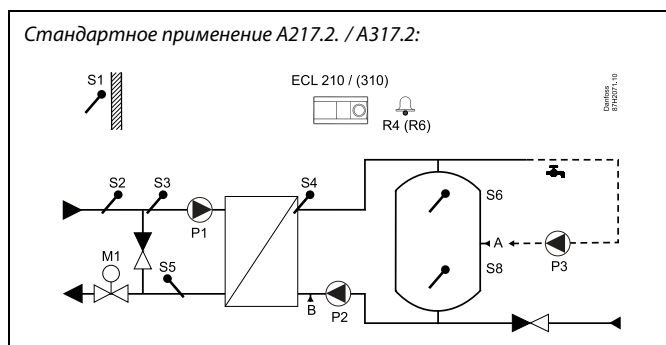 Стандартное применение A217.2. / A317.2:
S1
ECL 210 / (310)
R4 (R6)
Danfoss
87H2071.10
S2
S3
S4
P1
S6
A
P3
M1
S5
S8
B
P2